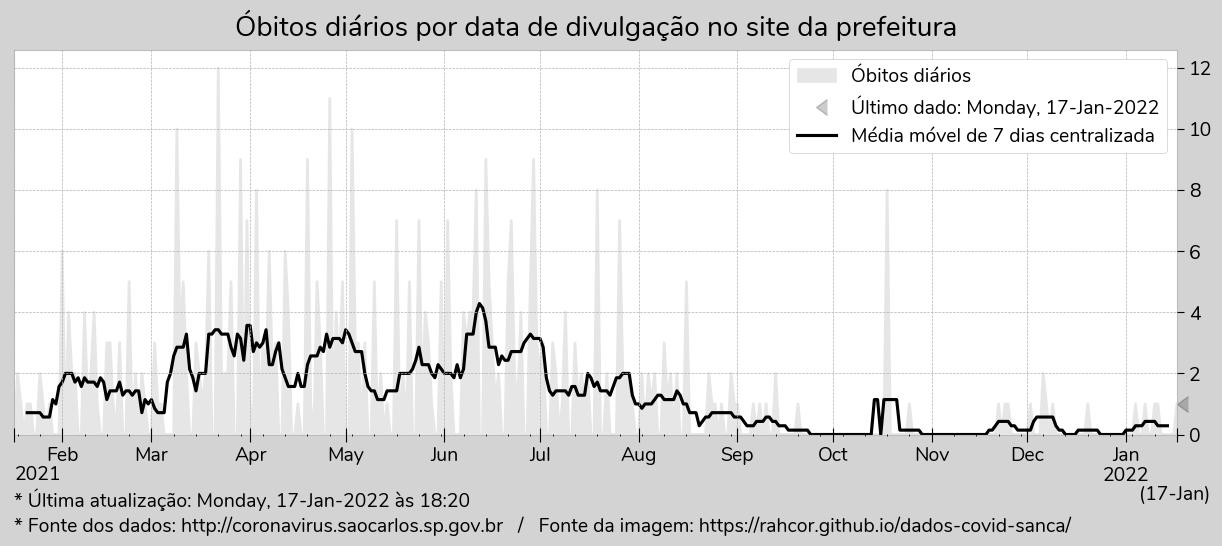 Óbitos diários por data de divulgação no site da prefeitura
Óbitos diários
Último dado: Monday, 17-Jan-2022
Média móvel de 7 dias centralizada
12
10
8
6
4
2
0
Feb Mar Apr May Jun Jul Aug Sep Oct Nov Dec Jan
2021 2022
(17-Jan)
* Última atualização: Monday, 17-Jan-2022 às 18:20
* Fonte dos dados: http://coronavirus.saocarlos.sp.gov.br / Fonte da imagem: https://rahcor.github.io/dados-covid-sanca/